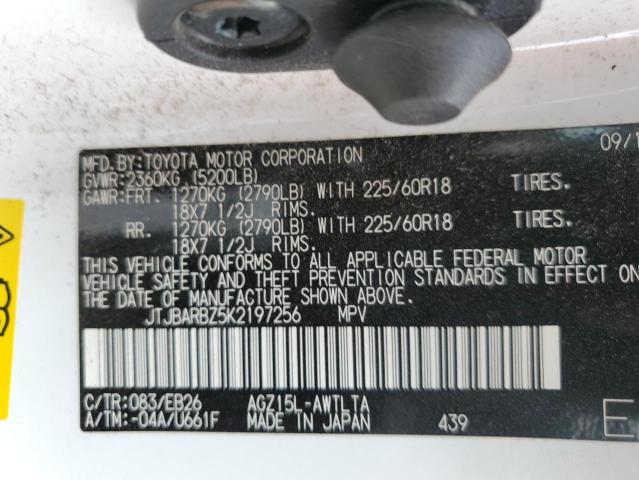 MFD.BY:TOYOTA MOTOR CORPORATION 09/1
GVWR:2360KG (5200LB)
GAWR:FRT. 1270KG (2790LB) WITH 225/60R18 TIRES.
18X7 1/2J RIMS.
RR. 1270KG (2790LB) WITH 225/60R18 TIRES.
18X7 1/2J RIMS.
THIS VEHICLE CONFORMS TO ALL APPLICABLE FEDERAL MOTOR
VEHICLE SAFETY AND THEFT PREVENTION STANDARDS IN EFFECT ON
THE DATE OF MANUFACTURE SHOWN ABOVE.
JTJBARBZ5K2197256 MPV
C/TR:083/EB26 AGZ15L-AWTLTA
A/TM:-04A/U661F MADE IN JAPAN 439 E